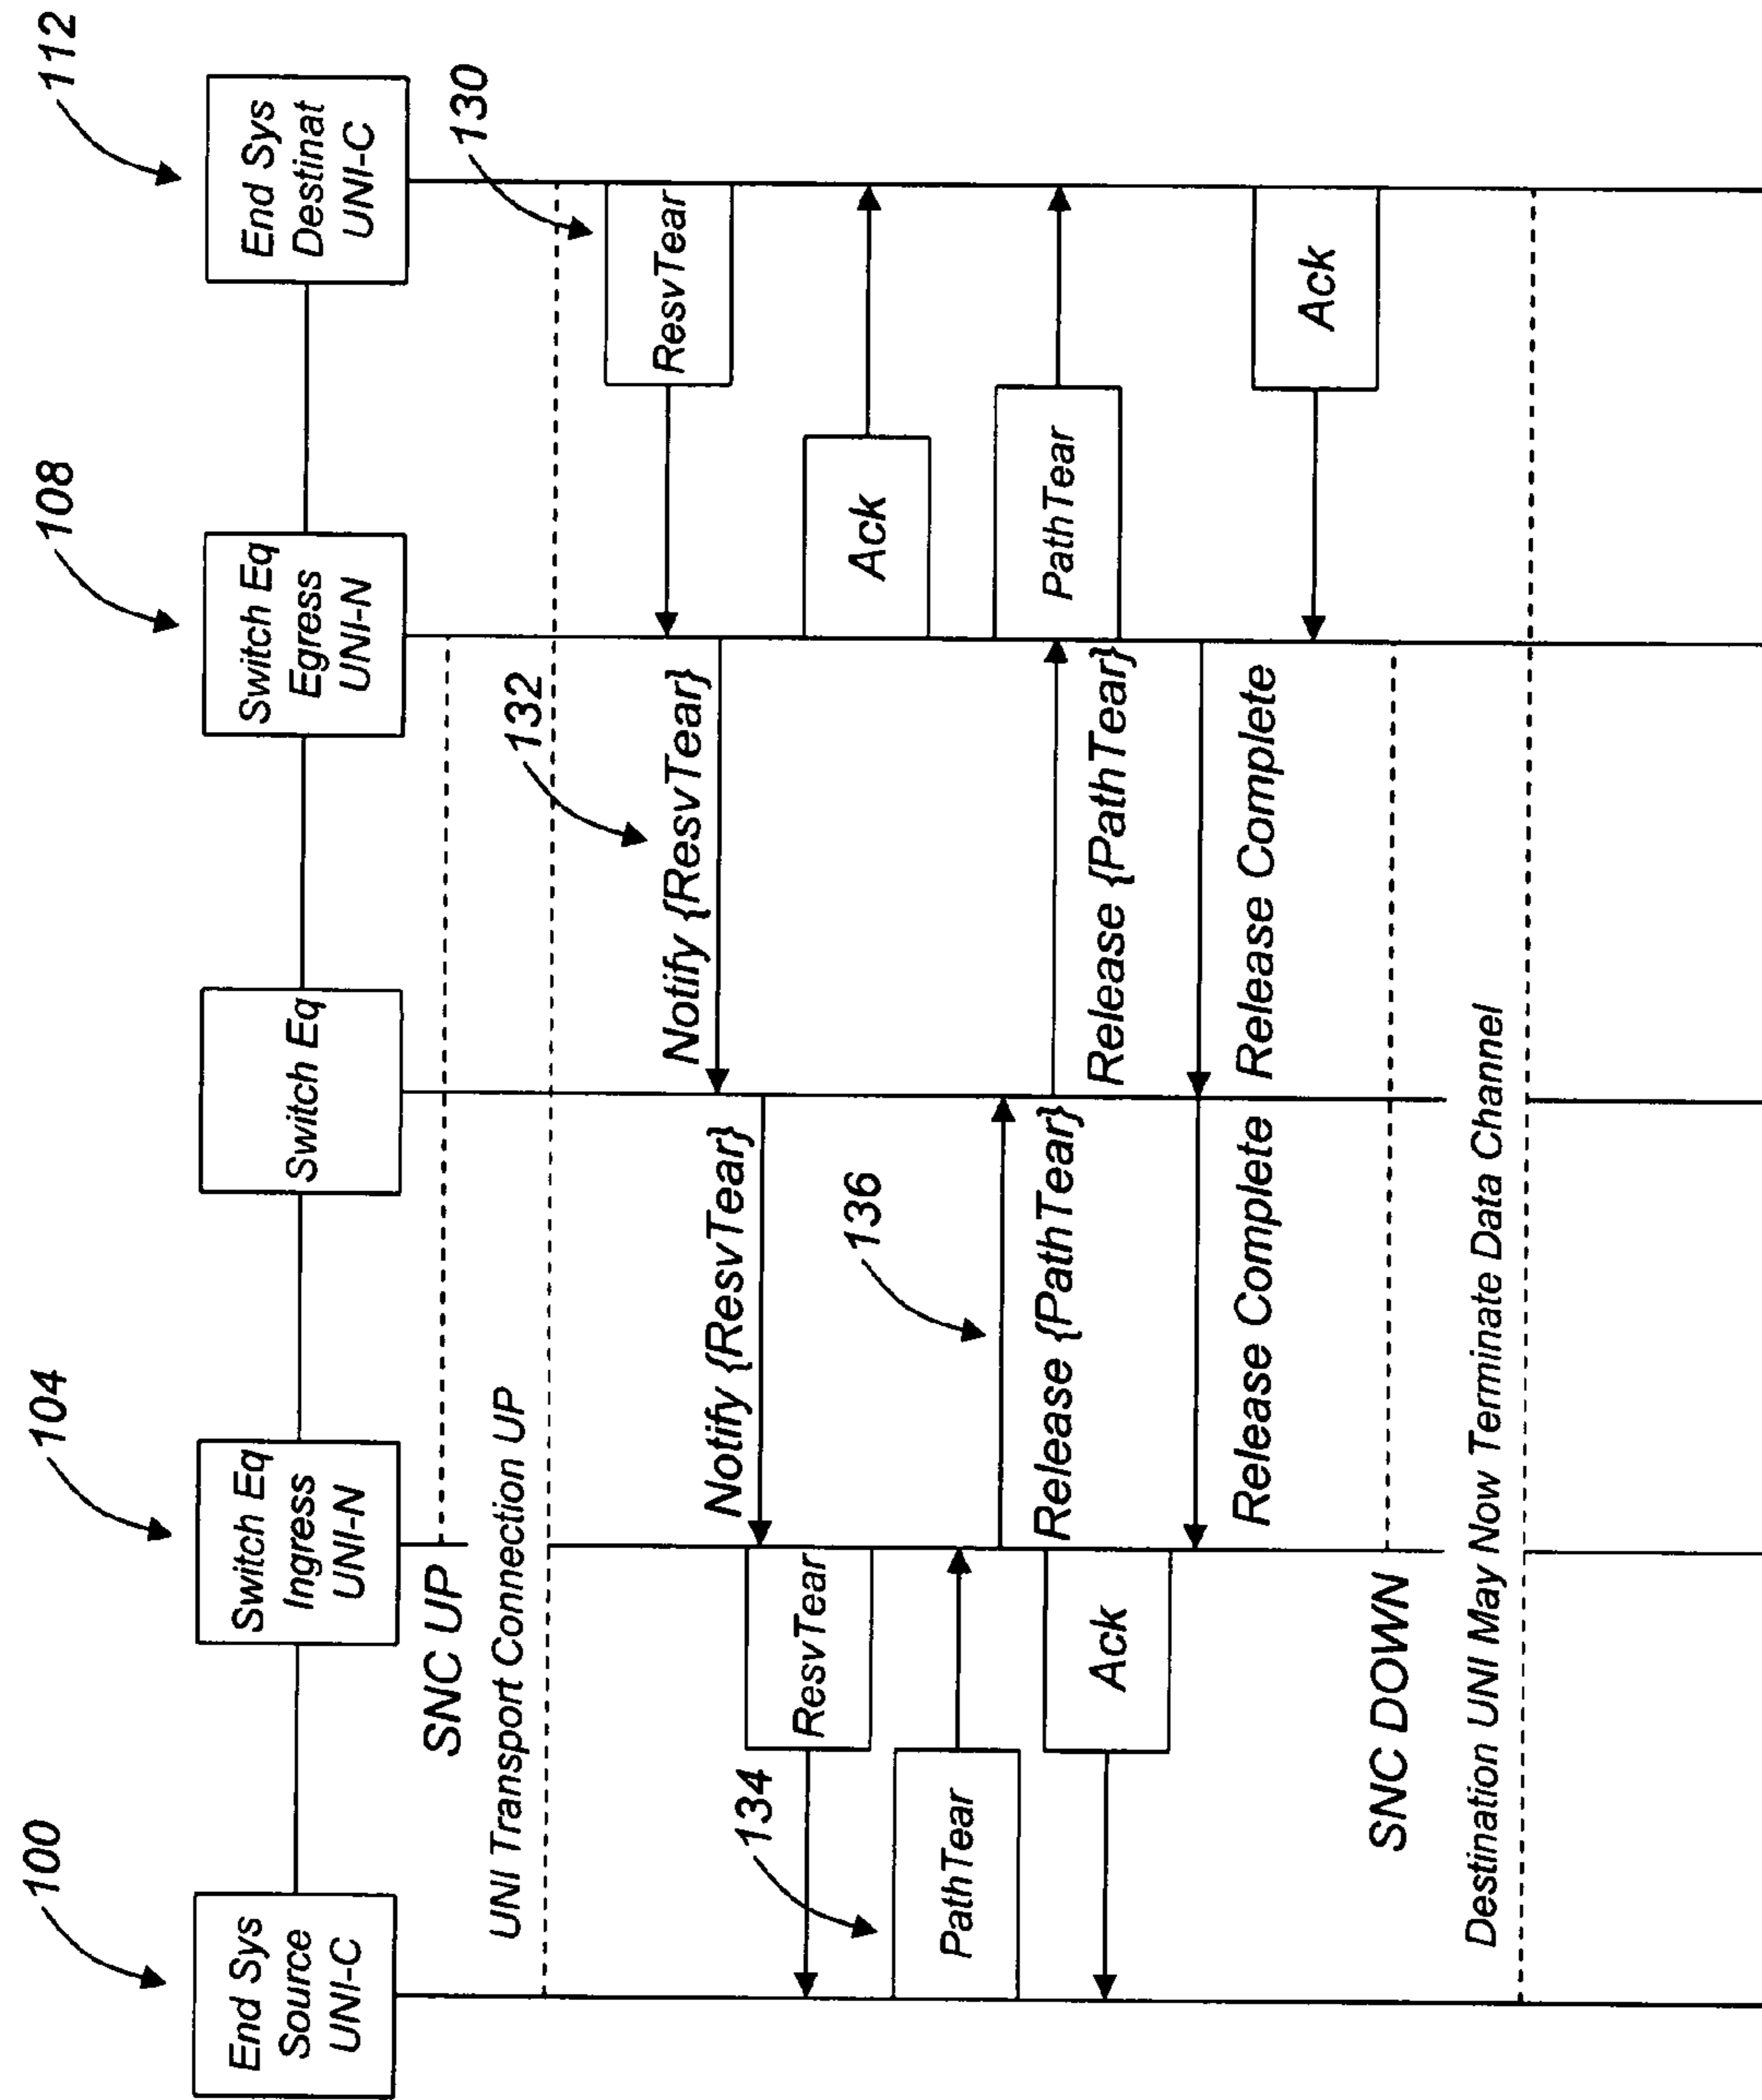 100
104
108
112
End Sys
Source
UNI-C
Switch Eq
Ingress
UNI-N
Switch Eq
Switch Eq
Egress
UNI-N
End Sys
Destinat
UNI-C
SNC UP
UNI Transport Connection UP
130
ResvTear
132
Notify {ResvTear}
Notify {ResvTear}
ResvTear
Ack
134
PathTear
136
Release {PathTear}
Release {PathTear}
PathTear
Ack
Release Complete
Release Complete
Ack
SNC DOWN
Destination UNI May Now Terminate Data Channel